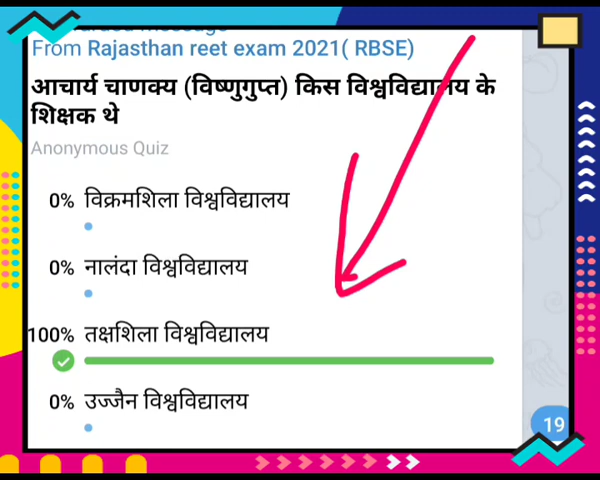 From Rajasthan reet exam 2021( RBSE)
आचार्य चाणक्य (विष्णुगुप्त) किस विश्वविद्यालय के
शिक्षक थे
Anonymous Quiz
0% विक्रमशिला विश्वविद्यालय
0% नालंदा विश्वविद्यालय
100% तक्षशिला विश्वविद्यालय
0% उज्जैन विश्वविद्यालय
19